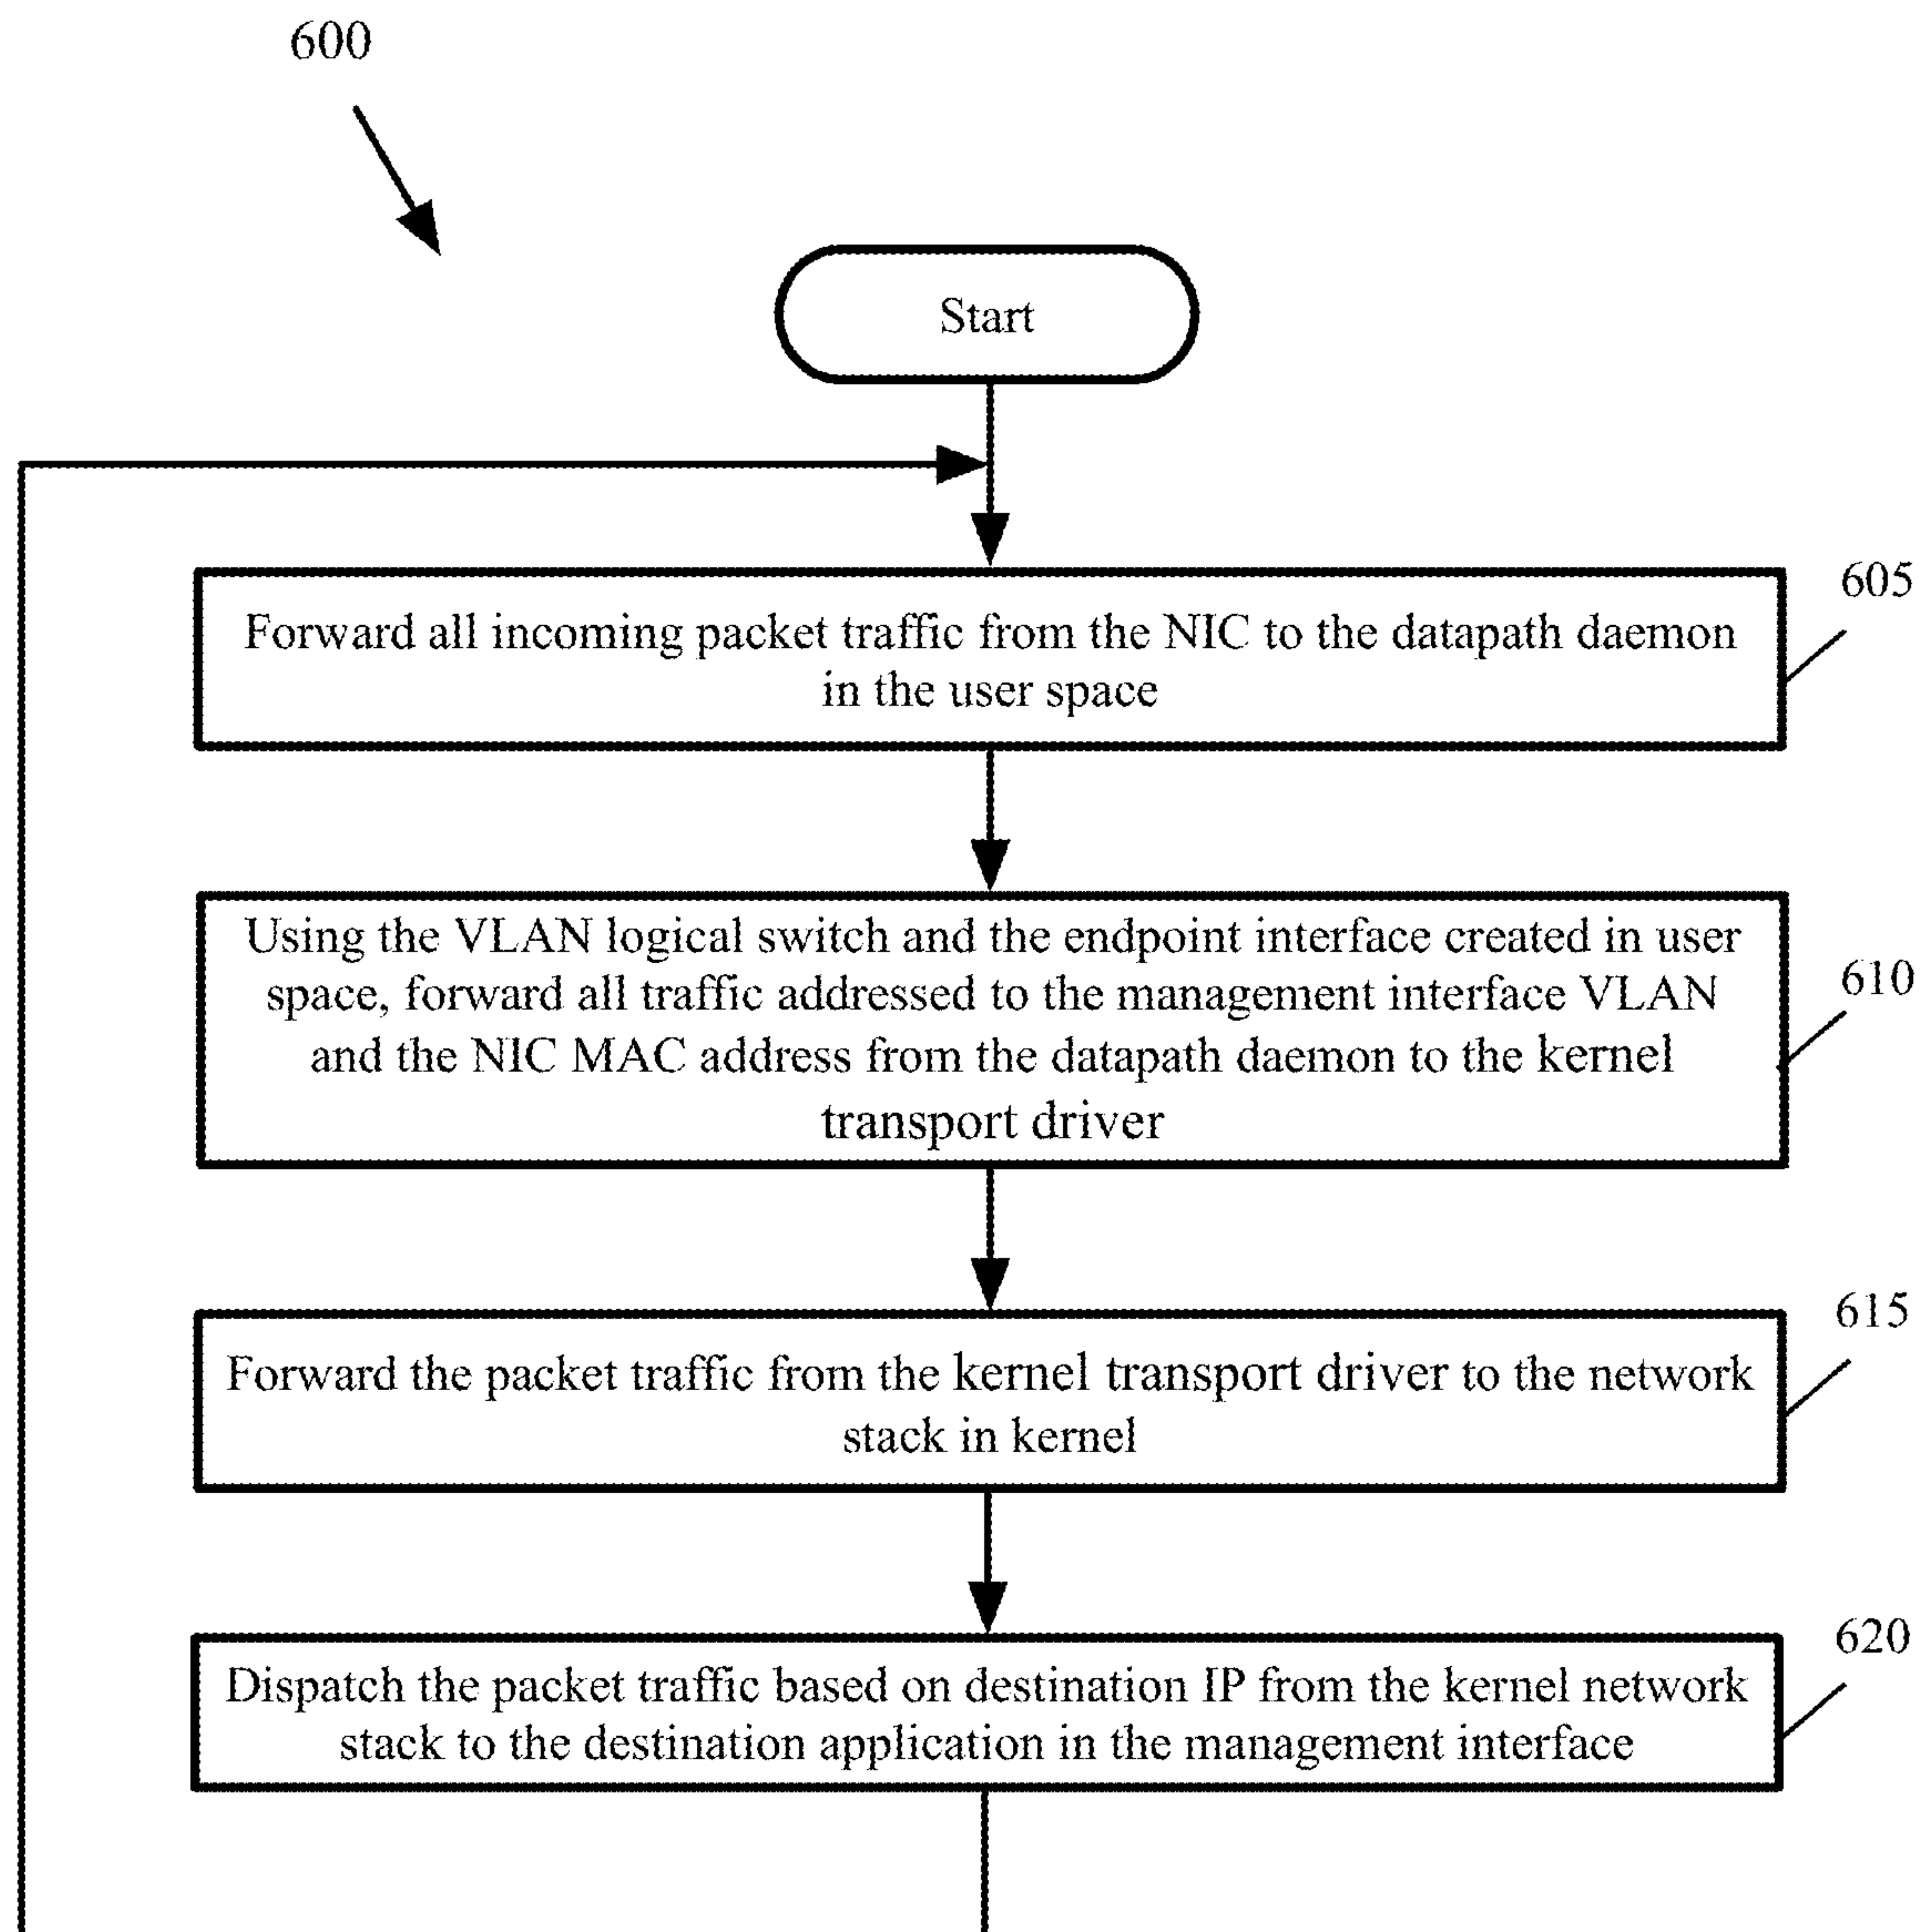 600
Start
605
Forward all incoming packet traffic from the NIC to the datapath daemon
in the user space
610
Using the VLAN logical switch and the endpoint interface created in user
space, forward all traffic addressed to the management interface VLAN
and the NIC MAC address from the datapath daemon to the kernel
transport driver
615
Forward the packet traffic from the kernel transport driver to the network
stack in kernel
620
Dispatch the packet traffic based on destination IP from the kernel network
stack to the destination application in the management interface